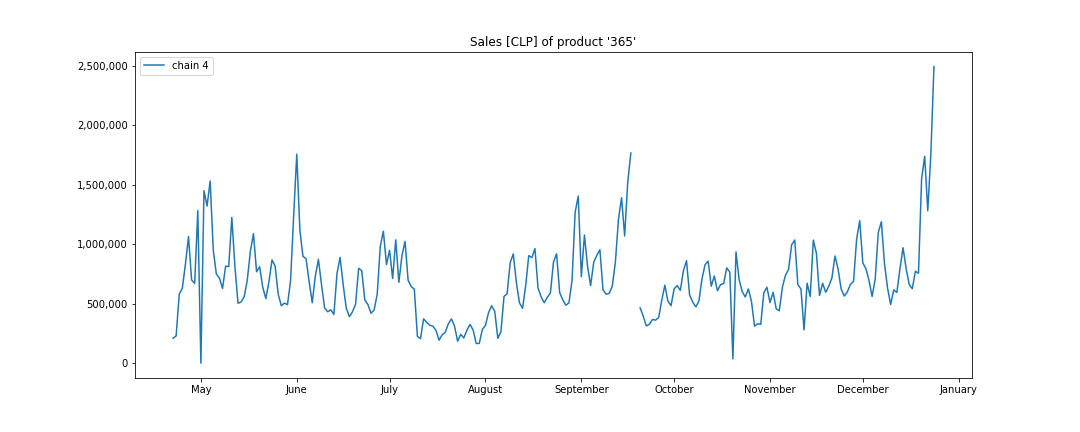 Sales [CLP] of product '365'
chain 4
2,500,000
2,000,000
1,500,000
1,000,000
500,000
0
May June July August September October November December January